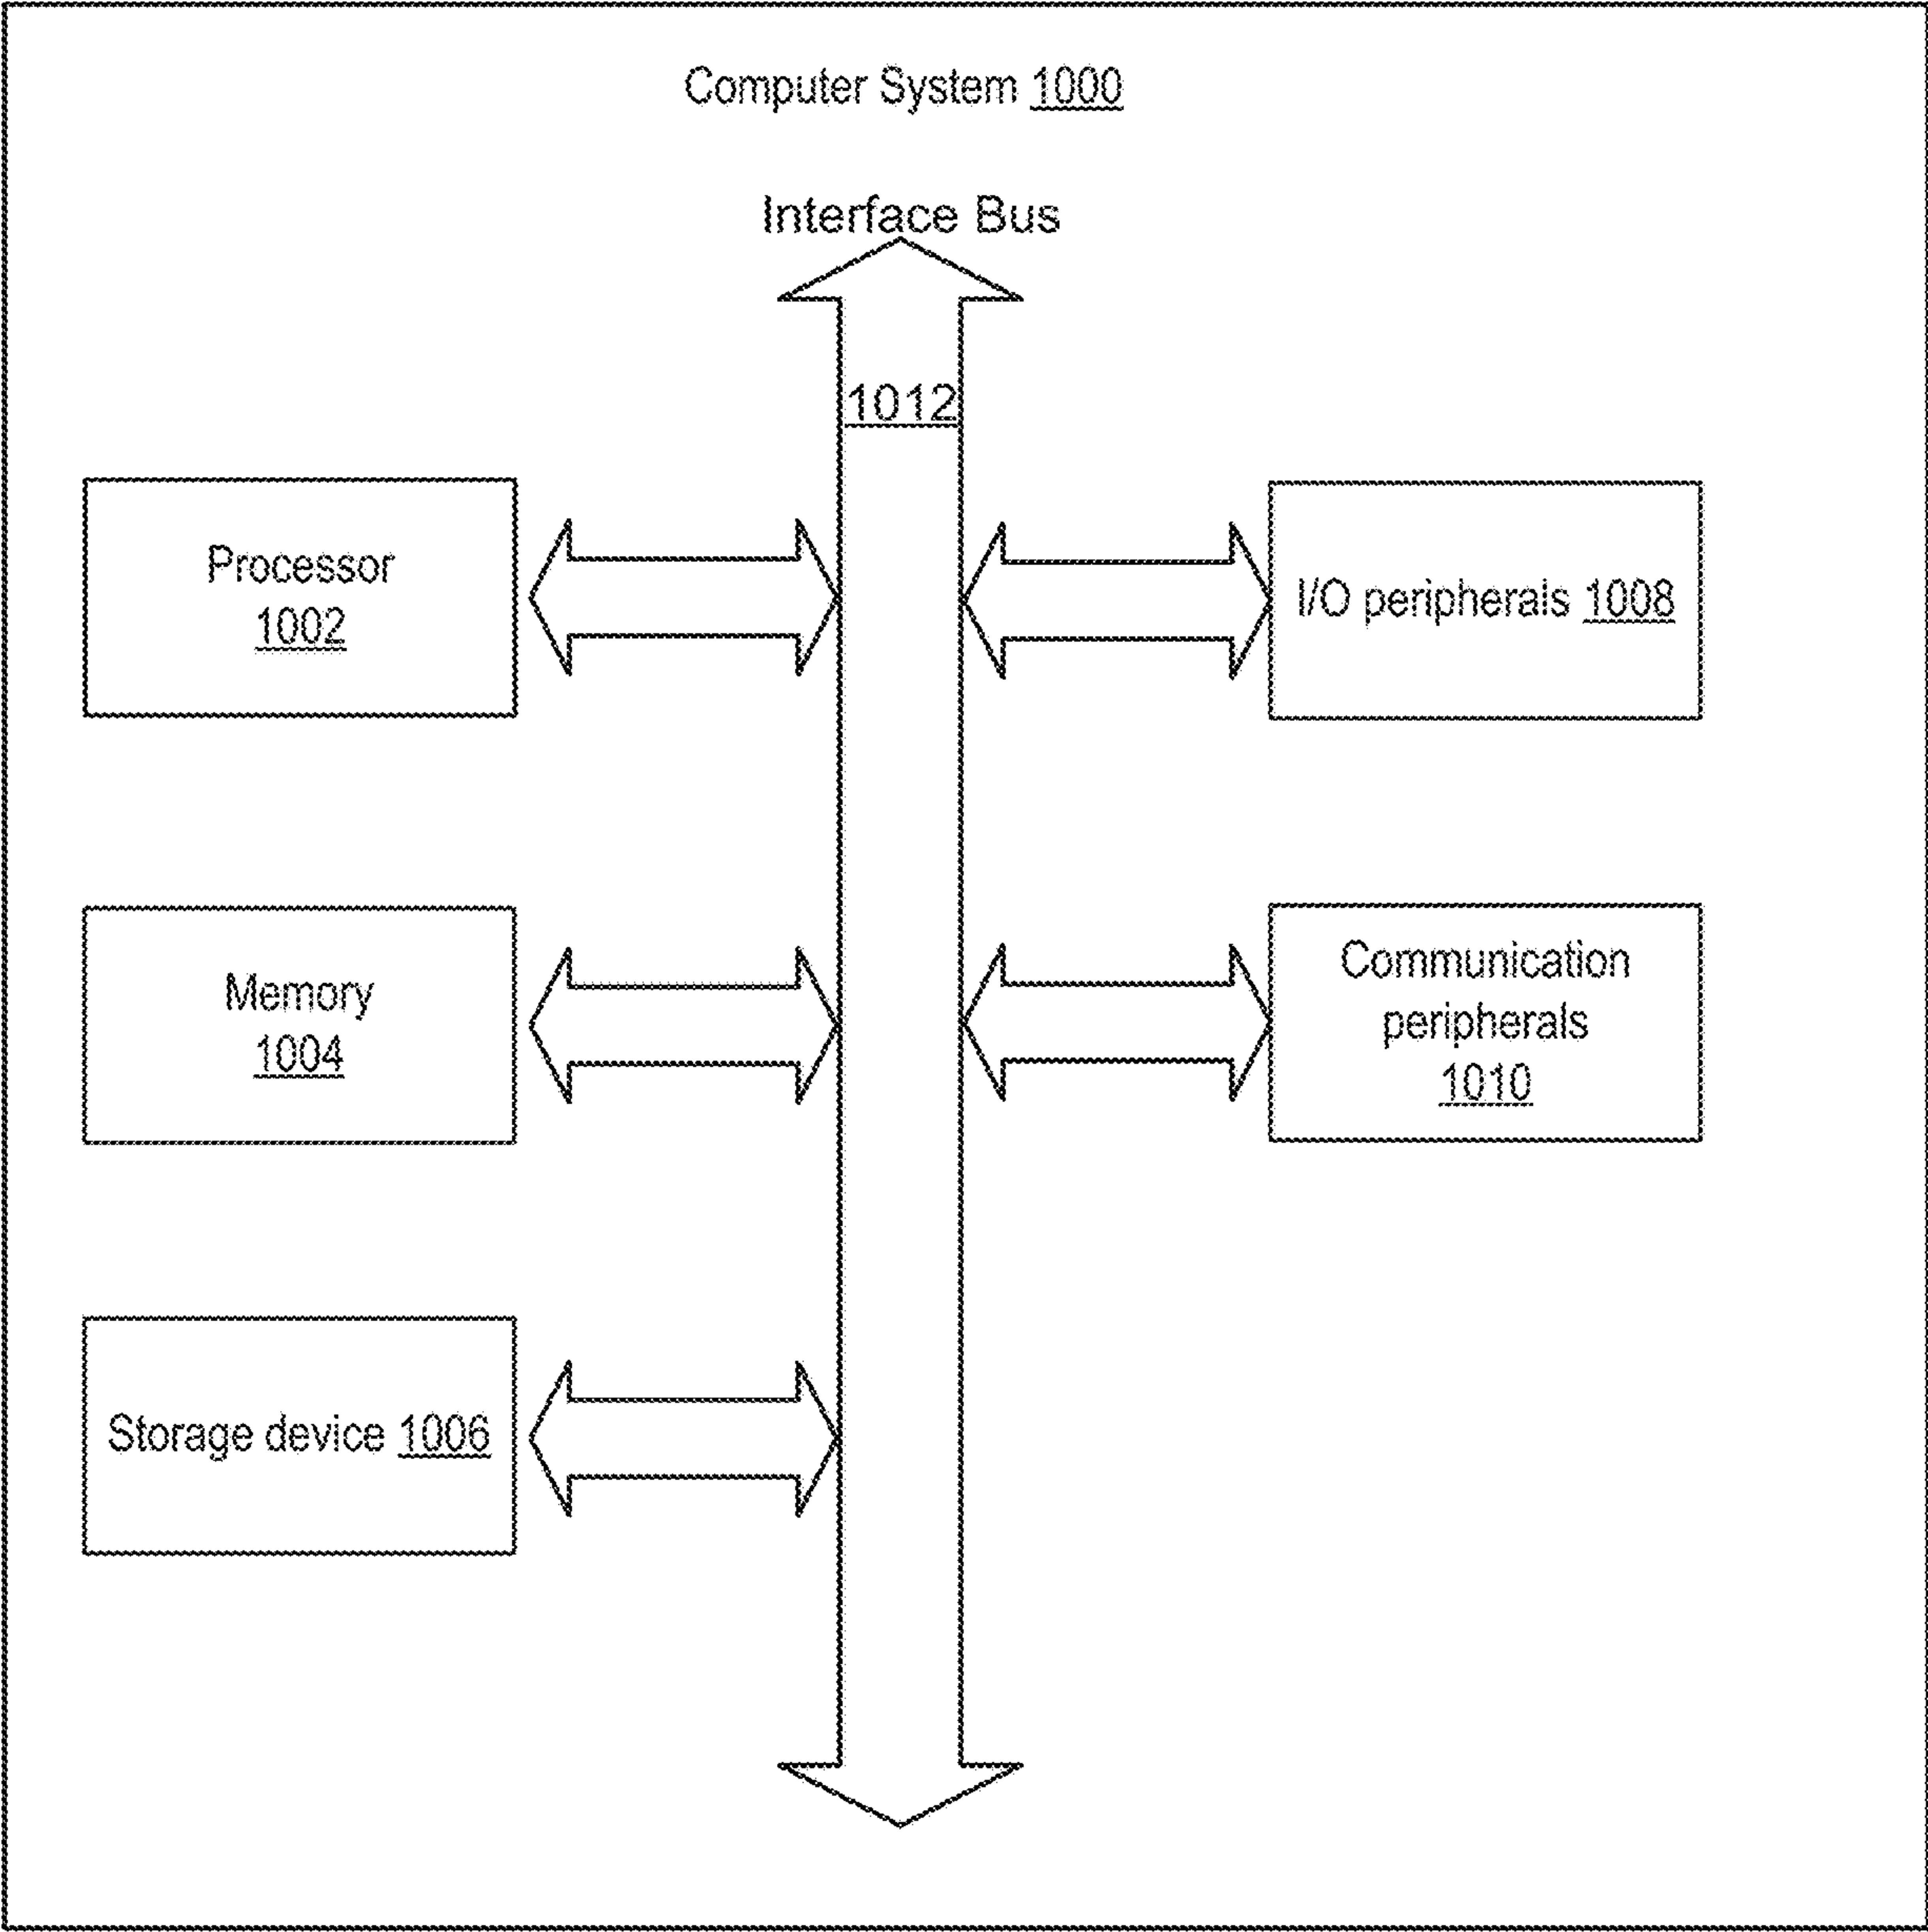 Computer System 1000
Interface Bus
1012
Processor
1002
I/O peripherals 1008
Memory
1004
Communication
peripherals
1010
Storage device 1006